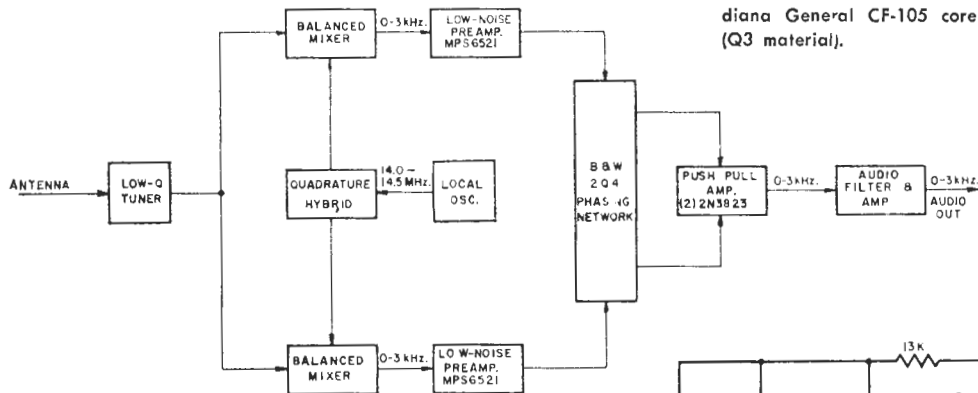 diana General CF-105 core
(Q3 material).
BALANCED
MIXER
0-3kHz.
LOW-NOISE
PREAMP.
MPS6521
ANTENNA
LOW-Q
TUNER
QUADRATURE
HYBRID
14.0-
14.5MHz.
LOCAL
OSC.
B&W
2Q4
PHASING
NETWORK
PUSH PULL
AMP.
(2)2N3823
0-3kHz.
AUDIO
FILTER &
AMP
0-3kHz.
AUDIO
OUT
BALANCED
MIXER
0-3kHz.
LOW-NOISE
PREAMP.
MPS6521
13K